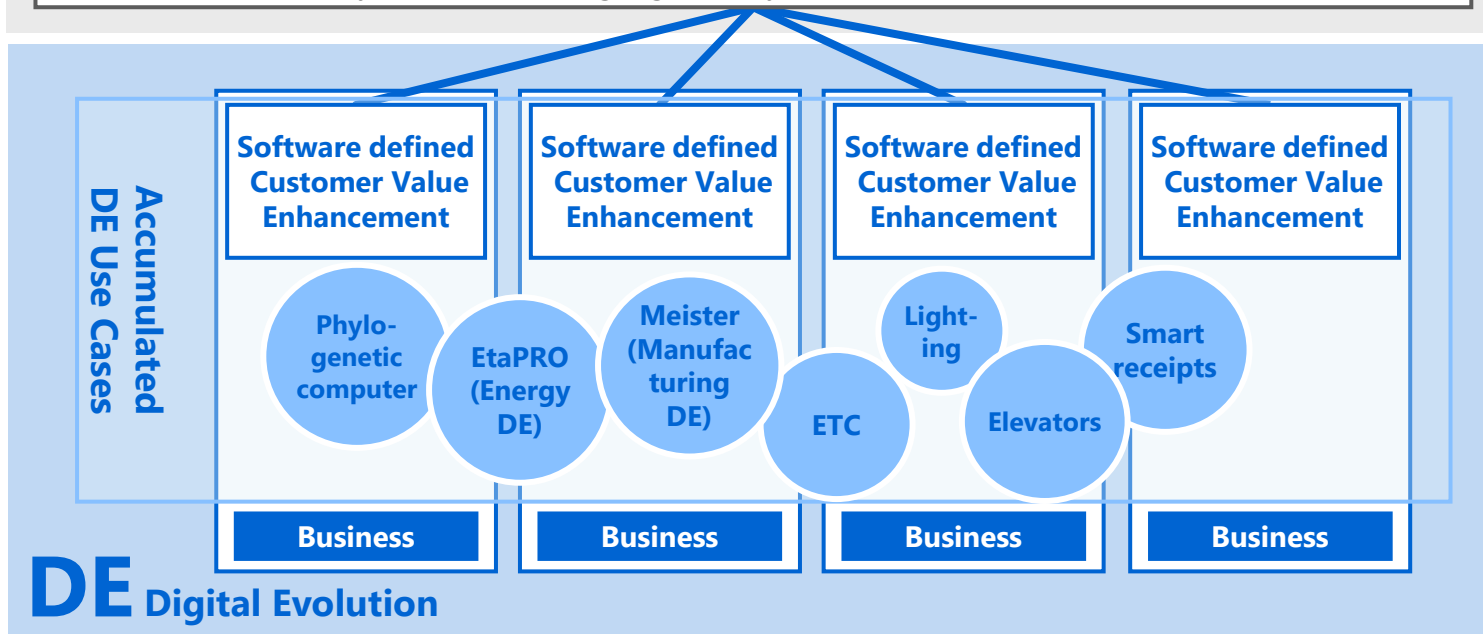 Software defined
Customer Value
Enhancement
Software defined
Customer Value
Enhancement
Software defined
Customer Value
Enhancement
Software defined
Customer Value
Enhancement
Accumulated
DE Use Cases
Phylo-
genetic
computer
EtaPRO
(Energy
DE)
Meister
(Manufac
turing
DE)
ETC
Light-
ing
Elevators
Smart
receipts
Business
Business
Business
Business
DE Digital Evolution